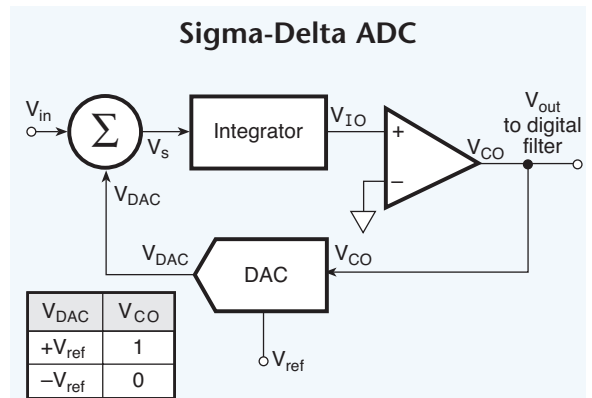 Sigma-Delta ADC
V_in
Σ
V_s
Integrator
V_IO
+
−
V_CO
V_out
to digital
filter
V_DAC
V_DAC
DAC
V_CO
V_ref
V_DAC V_CO
+V_ref 1
−V_ref 0